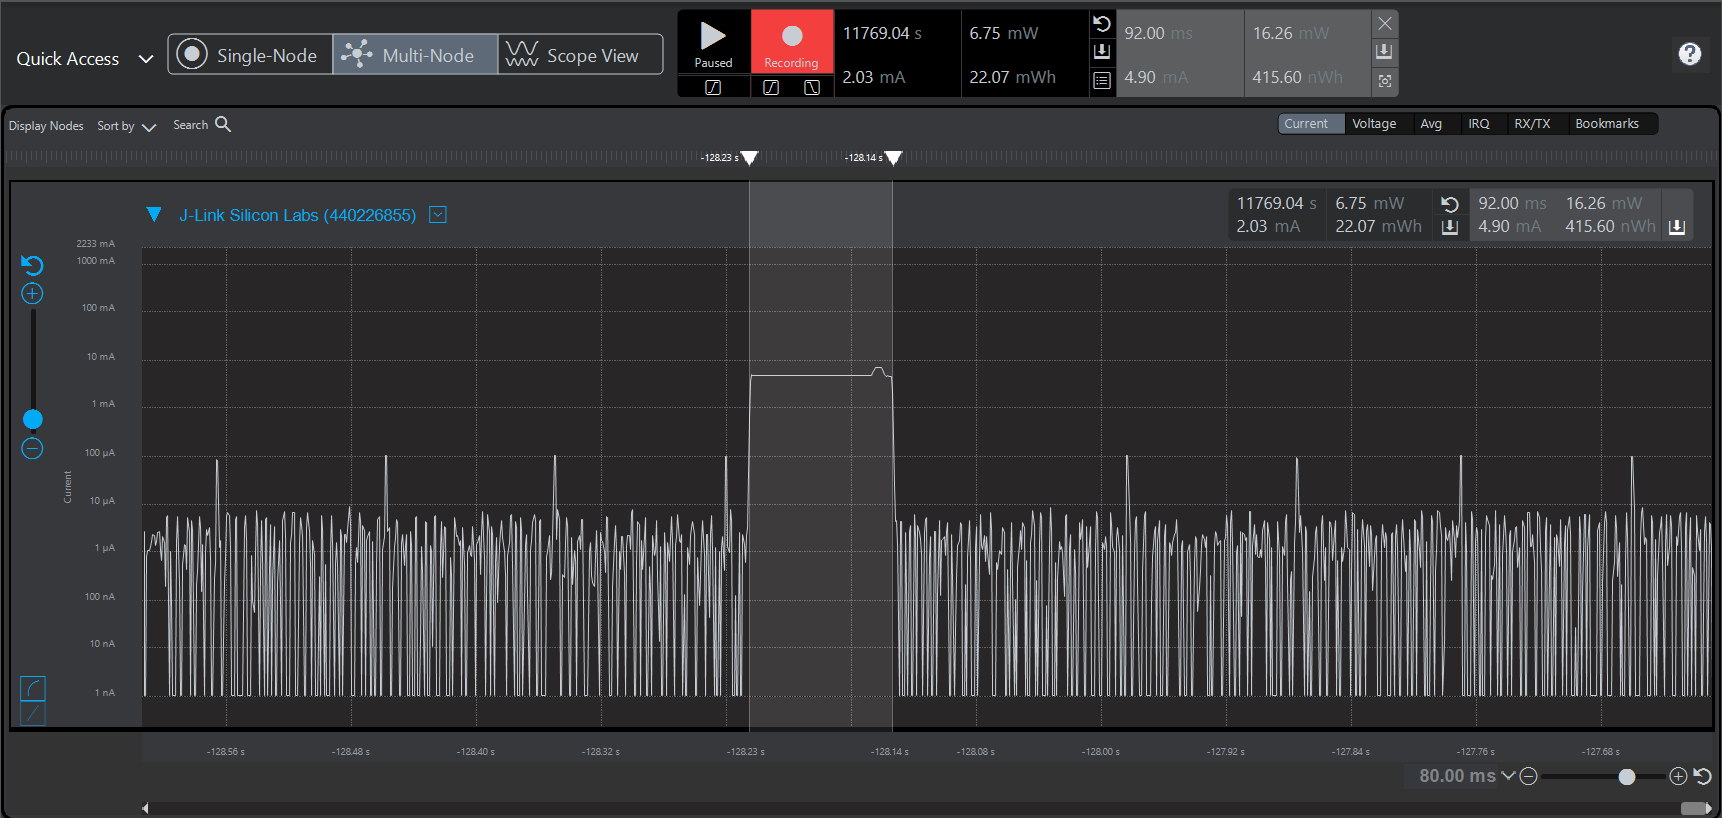 Quick Access
Single-Node
Multi-Node
Scope View
Paused
Recording
11769.04 s
6.75 mW
2.03 mA
22.07 mWh
92.00 ms
16.26 mW
4.90 mA
415.60 nWh
Display Nodes Sort by Search
Current Voltage Avg IRQ RX/TX Bookmarks
-128.23 s
-128.14 s
J-Link Silicon Labs (440226855)
11769.04 s 6.75 mW 92.00 ms 16.26 mW
2.03 mA 22.07 mWh 4.90 mA 415.60 nWh
2233 mA
1000 mA
100 mA
10 mA
1 mA
100 µA
10 µA
1 µA
100 nA
10 nA
1 nA
Current
-128.56 s -128.48 s -128.40 s -128.32 s -128.23 s -128.14 s -128.08 s -128.00 s -127.92 s -127.84 s -127.76 s -127.68 s
80.00 ms